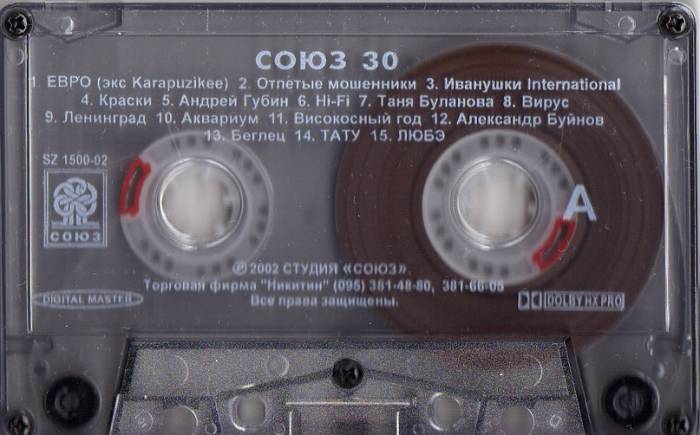 СОЮЗ 30
1. ЕВРО (экс Karapuzikee) 2. Отпетые мошенники 3. Иванушки International
4. Краски 5. Андрей Губин 6. Hi-Fi 7. Таня Буланова 8. Вирус
9. Ленинград 10. Аквариум 11. Високосный год 12. Александр Буйнов
13. Беглец 14. ТАТУ 15. ЛЮБЭ
SZ 1500-02
A
СОЮЗ
℗2002 СТУДИЯ «СОЮЗ».
Торговая фирма "Никитин" (095) 381-48-80, 381-66-05
Все права защищены.
DIGITAL MASTER
DOLBY HX PRO